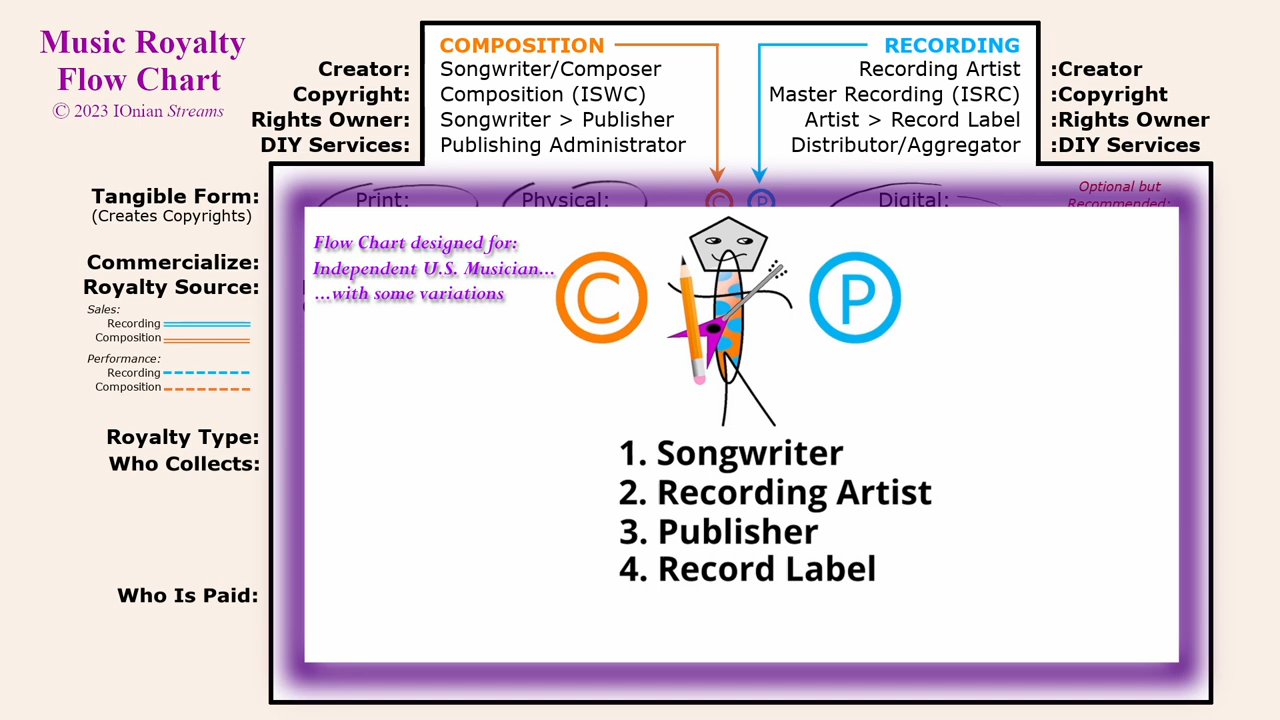 Music Royalty
Flow Chart
© 2023 IOnian Streams
COMPOSITION
RECORDING
Creator: Songwriter/Composer
Recording Artist :Creator
Copyright: Composition (ISWC)
Master Recording (ISRC) :Copyright
Rights Owner: Songwriter > Publisher
Artist > Record Label :Rights Owner
DIY Services: Publishing Administrator
Distributor/Aggregator :DIY Services
Tangible Form:
(Creates Copyrights)
Print:
Physical:
C
P
Digital:
Optional but
Recommended:
Commercialize:
Royalty Source:
Sales:
Recording
Composition
Performance:
Recording
Composition
Royalty Type:
Who Collects:
Who Is Paid:
Flow Chart designed for:
Independent U.S. Musician...
...with some variations
C
P
1. Songwriter
2. Recording Artist
3. Publisher
4. Record Label